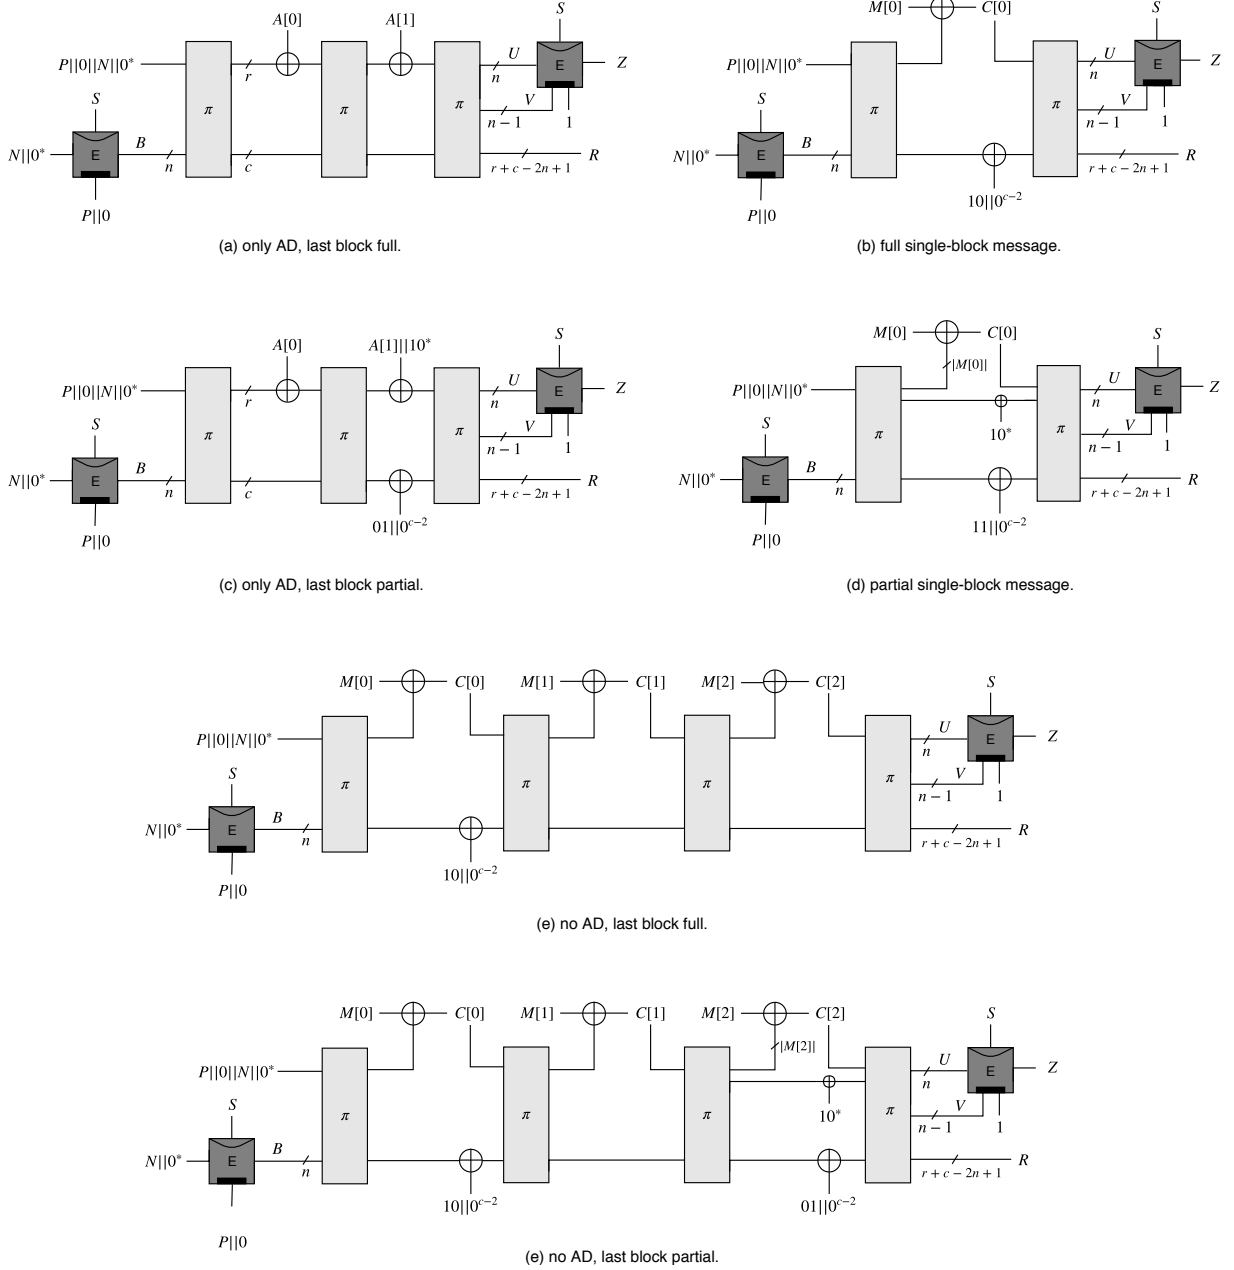 A[0] A[1] S
P||0||N||0* r π π π n U E Z
S V n − 1 1
N||0* E B n c r + c − 2n + 1 R
P||0
(a) only AD, last block full.
M[0] C[0] S
P||0||N||0* π π n U E Z
S V n − 1 1
N||0* E B n r + c − 2n + 1 R
10||0^{c−2}
P||0
(b) full single-block message.
A[0] A[1]||10* S
P||0||N||0* r π π π n U E Z
S V n − 1 1
N||0* E B n c r + c − 2n + 1 R
01||0^{c−2}
P||0
(c) only AD, last block partial.
M[0] C[0] S
|M[0]|
P||0||N||0* π π n U E Z
10*
S V n − 1 1
N||0* E B n r + c − 2n + 1 R
11||0^{c−2}
P||0
(d) partial single-block message.
M[0] C[0] M[1] C[1] M[2] C[2] S
P||0||N||0* π π π π n U E Z
S V n − 1 1
N||0* E B n r + c − 2n + 1 R
10||0^{c−2}
P||0
(e) no AD, last block full.
M[0] C[0] M[1] C[1] M[2] C[2] S
|M[2]|
P||0||N||0* π π π π n U E Z
S 10* V n − 1 1
N||0* E B n r + c − 2n + 1 R
10||0^{c−2} 01||0^{c−2}
P||0
(e) no AD, last block partial.